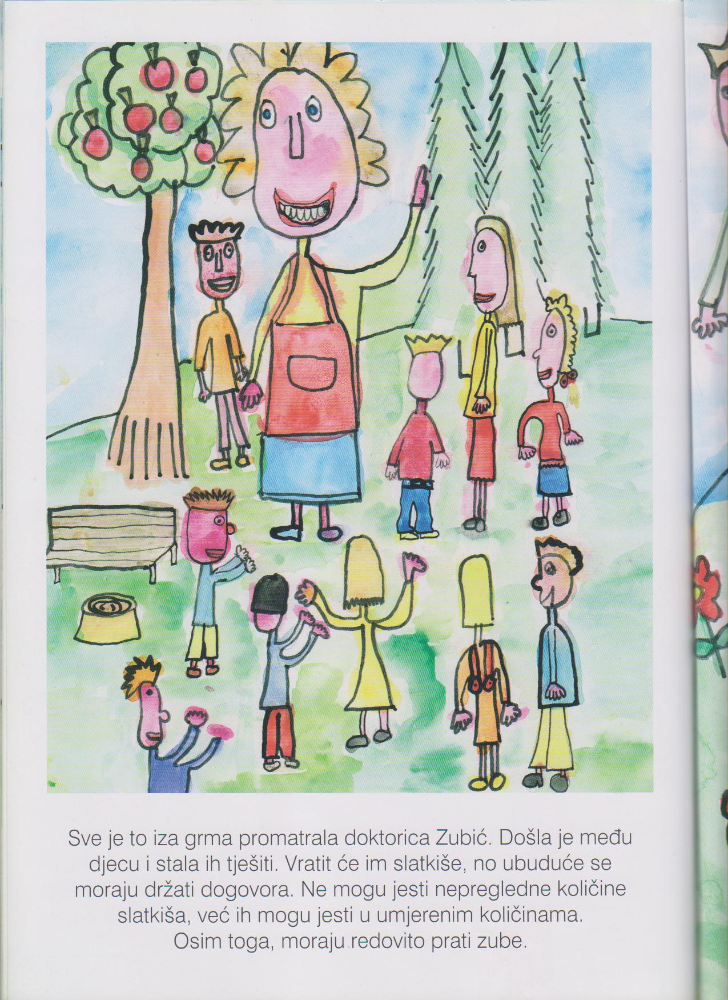 Sve je to iza grma promatrala doktorica Zubić. Došla je među
djecu i stala ih tješiti. Vratit će im slatkiše, no ubuduće se
moraju držati dogovora. Ne mogu jesti nepregledne količine
slatkiša, već ih mogu jesti u umjerenim količinama.
Osim toga, moraju redovito prati zube.